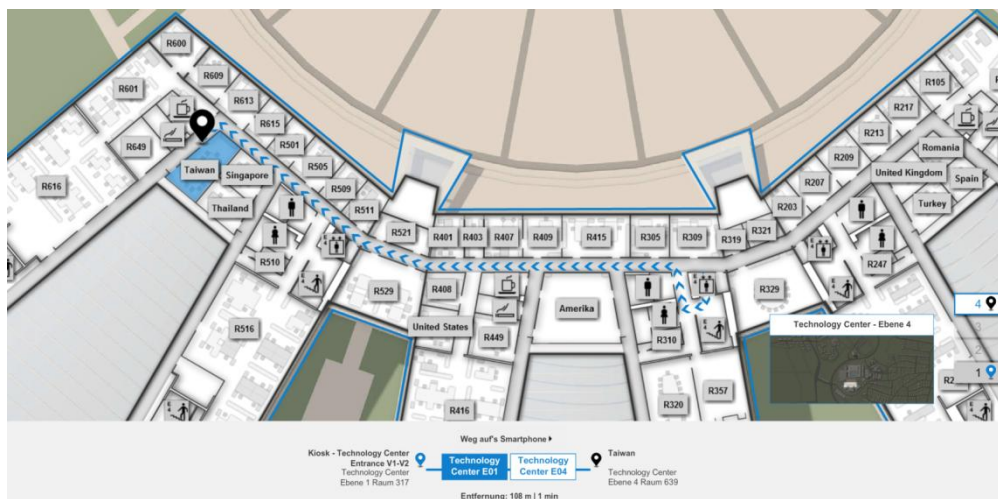 R600
R609
R601
R613
R615
R501
R649
R505
R616
Taiwan
Singapore
R509
Thailand
R511
R510
R521
R401
R403
R407
R409
R415
R305
R309
R319
R321
R203
R207
R209
R213
R217
R105
Romania
United Kingdom
Spain
Turkey
R247
R529
R408
Amerika
R329
R516
United States
R449
R310
R416
R320
R357
Technology Center - Ebene 4
4
3
2
1
Weg auf's Smartphone
Kiosk - Technology Center
Entrance V1-V2
Technology Center
Ebene 1 Raum 317
Technology
Center E01
Technology
Center E04
Taiwan
Technology Center
Ebene 4 Raum 639
Entfernung: 108 m | 1 min